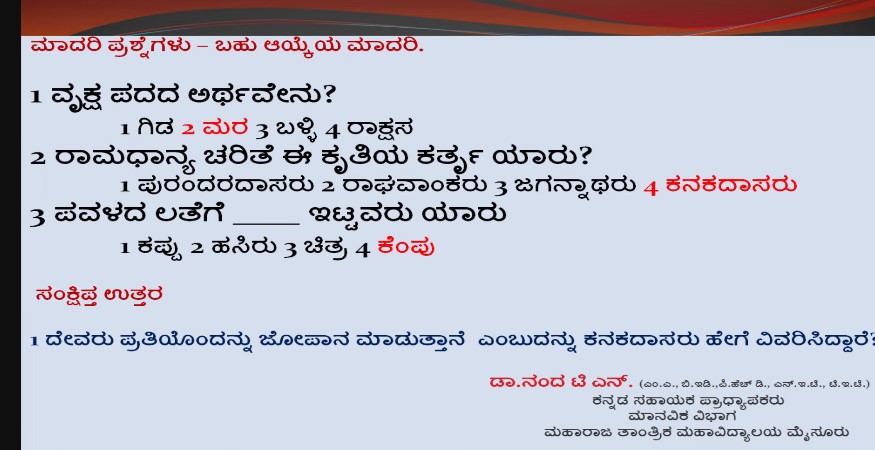 ಮಾದರಿ ಪ್ರಶ್ನೆಗಳು – ಬಹು ಆಯ್ಕೆಯ ಮಾದರಿ.
1 ವೃಕ್ಷ ಪದದ ಅರ್ಥವೇನು?
1 ಗಿಡ 2 ಮರ 3 ಬಳ್ಳಿ 4 ರಾಕ್ಷಸ
2 ರಾಮಧಾನ್ಯ ಚರಿತೆ ಈ ಕೃತಿಯ ಕರ್ತೃ ಯಾರು?
1 ಪುರಂದರದಾಸರು 2 ರಾಘವಾಂಕರು 3 ಜಗನ್ನಾಥರು 4 ಕನಕದಾಸರು
3 ಪವಳದ ಲತೆಗೆ ____ ಇಟ್ಟವರು ಯಾರು
1 ಕಪ್ಪು 2 ಹಸಿರು 3 ಚಿತ್ರ 4 ಕೆಂಪು
ಸಂಕ್ಷಿಪ್ತ ಉತ್ತರ
1 ದೇವರು ಪ್ರತಿಯೊಂದನ್ನು ಜೋಪಾನ ಮಾಡುತ್ತಾನೆ ಎಂಬುದನ್ನು ಕನಕದಾಸರು ಹೇಗೆ ವಿವರಿಸಿದ್ದಾರೆ?
ಡಾ.ನಂದ ಟಿ ಎನ್. (ಎಂ.ಎ., ಬಿ.ಇಡಿ.,ಪಿ.ಹೆಚ್ ಡಿ., ಎನ್.ಇ.ಟಿ., ಟಿ.ಇ.ಟಿ.)
ಕನ್ನಡ ಸಹಾಯಕ ಪ್ರಾಧ್ಯಾಪಕರು
ಮಾನವಿಕ ವಿಭಾಗ
ಮಹಾರಾಜ ತಾಂತ್ರಿಕ ಮಹಾವಿದ್ಯಾಲಯ ಮೈಸೂರು